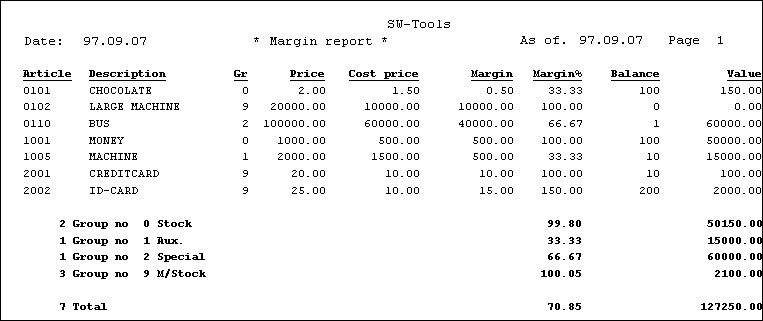 SW-Tools
Date: 97.09.07 * Margin report * As of. 97.09.07 Page 1
Article Description Gr Price Cost price Margin Margin% Balance Value
0101 CHOCOLATE 0 2.00 1.50 0.50 33.33 100 150.00
0102 LARGE MACHINE 9 20000.00 10000.00 10000.00 100.00 0 0.00
0110 BUS 2 100000.00 60000.00 40000.00 66.67 1 60000.00
1001 MONEY 0 1000.00 500.00 500.00 100.00 100 50000.00
1005 MACHINE 1 2000.00 1500.00 500.00 33.33 10 15000.00
2001 CREDITCARD 9 20.00 10.00 10.00 100.00 10 100.00
2002 ID-CARD 9 25.00 10.00 15.00 150.00 200 2000.00
2 Group no 0 Stock 99.80 50150.00
1 Group no 1 Aux. 33.33 15000.00
1 Group no 2 Special 66.67 60000.00
3 Group no 9 M/Stock 100.05 2100.00
7 Total 70.85 127250.00